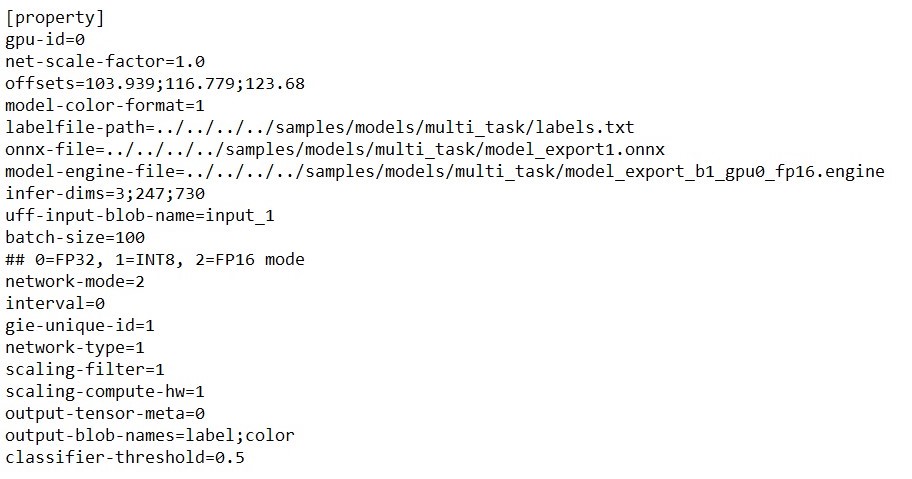 [property]
gpu-id=0
net-scale-factor=1.0
offsets=103.939;116.779;123.68
model-color-format=1
labelfile-path=../../../../samples/models/multi_task/labels.txt
onnx-file=../../../../samples/models/multi_task/model_export1.onnx
model-engine-file=../../../../samples/models/multi_task/model_export_b1_gpu0_fp16.engine
infer-dims=3;247;730
uff-input-blob-name=input_1
batch-size=100
## 0=FP32, 1=INT8, 2=FP16 mode
network-mode=2
interval=0
gie-unique-id=1
network-type=1
scaling-filter=1
scaling-compute-hw=1
output-tensor-meta=0
output-blob-names=label;color
classifier-threshold=0.5